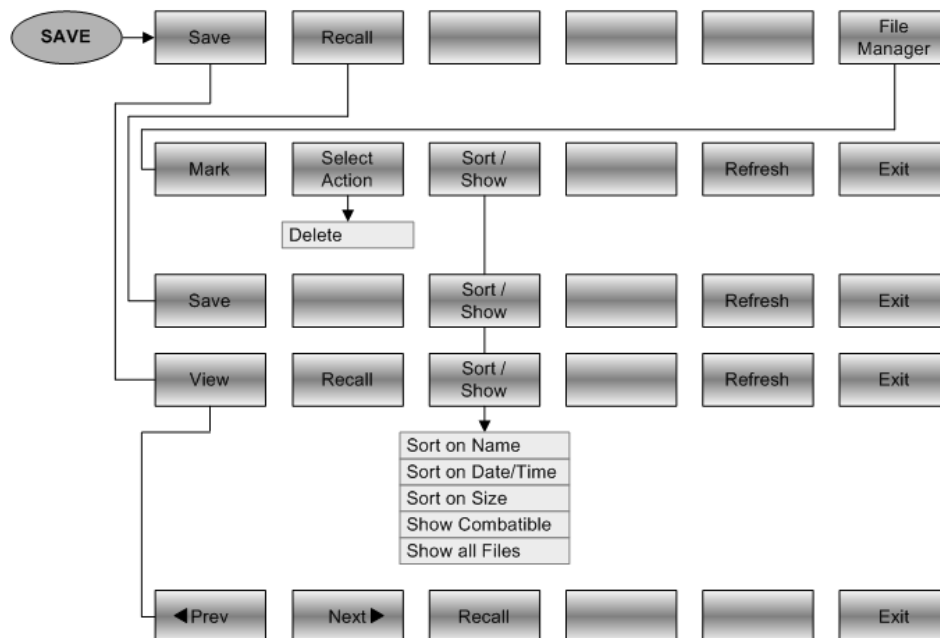 SAVE
Save
Recall
File
Manager
Mark
Select
Action
Sort /
Show
Refresh
Exit
Delete
Save
Sort /
Show
Refresh
Exit
View
Recall
Sort /
Show
Refresh
Exit
Sort on Name
Sort on Date/Time
Sort on Size
Show Combatible
Show all Files
◀Prev
Next▶
Recall
Exit